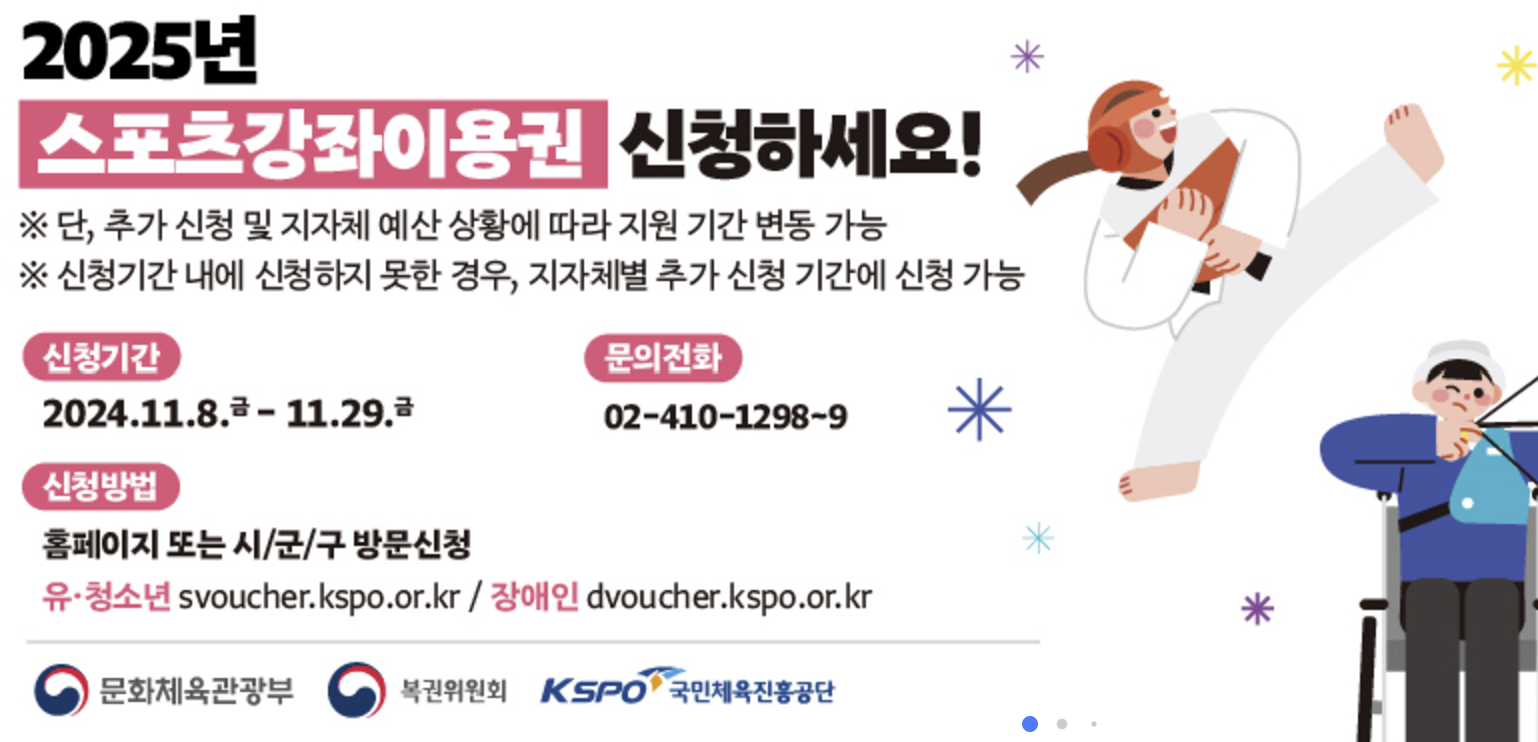 2025년
스포츠강좌이용권 신청하세요!
※ 단, 추가 신청 및 지자체 예산 상황에 따라 지원 기간 변동 가능
※ 신청기간 내에 신청하지 못한 경우, 지자체별 추가 신청 기간에 신청 가능
신청기간
2024.11.8.금 - 11.29.금
문의전화
02-410-1298~9
신청방법
홈페이지 또는 시/군/구 방문신청
유·청소년 svoucher.kspo.or.kr / 장애인 dvoucher.kspo.or.kr
문화체육관광부 복권위원회 KSPO 국민체육진흥공단